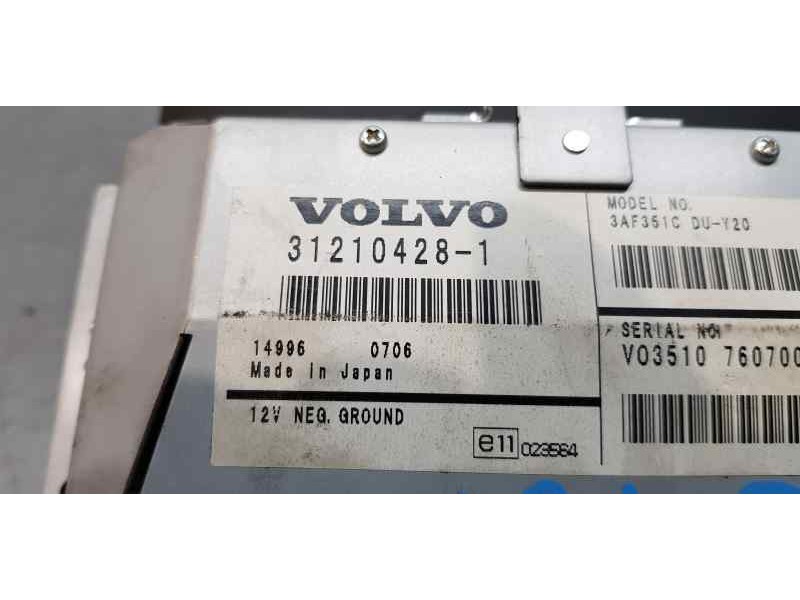 VOLVO
31210428-1
14996 0706
Made in Japan
12V NEG. GROUND
e11 023564
MODEL NO.
3AF351C DU-Y20
SERIAL NO.
VO3510 760700